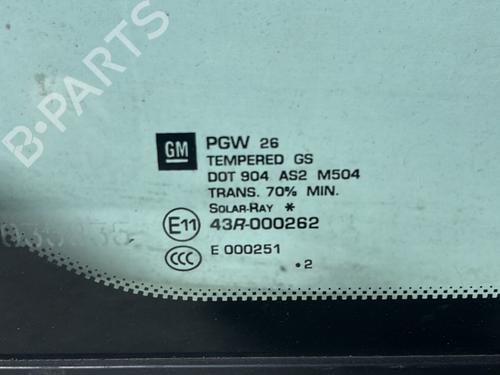 GM
PGW 26
TEMPERED GS
DOT 904 AS2 M504
TRANS. 70% MIN.
SOLAR-RAY *
E11 43R-000262
CCC E 000251
•2
B-PARTS